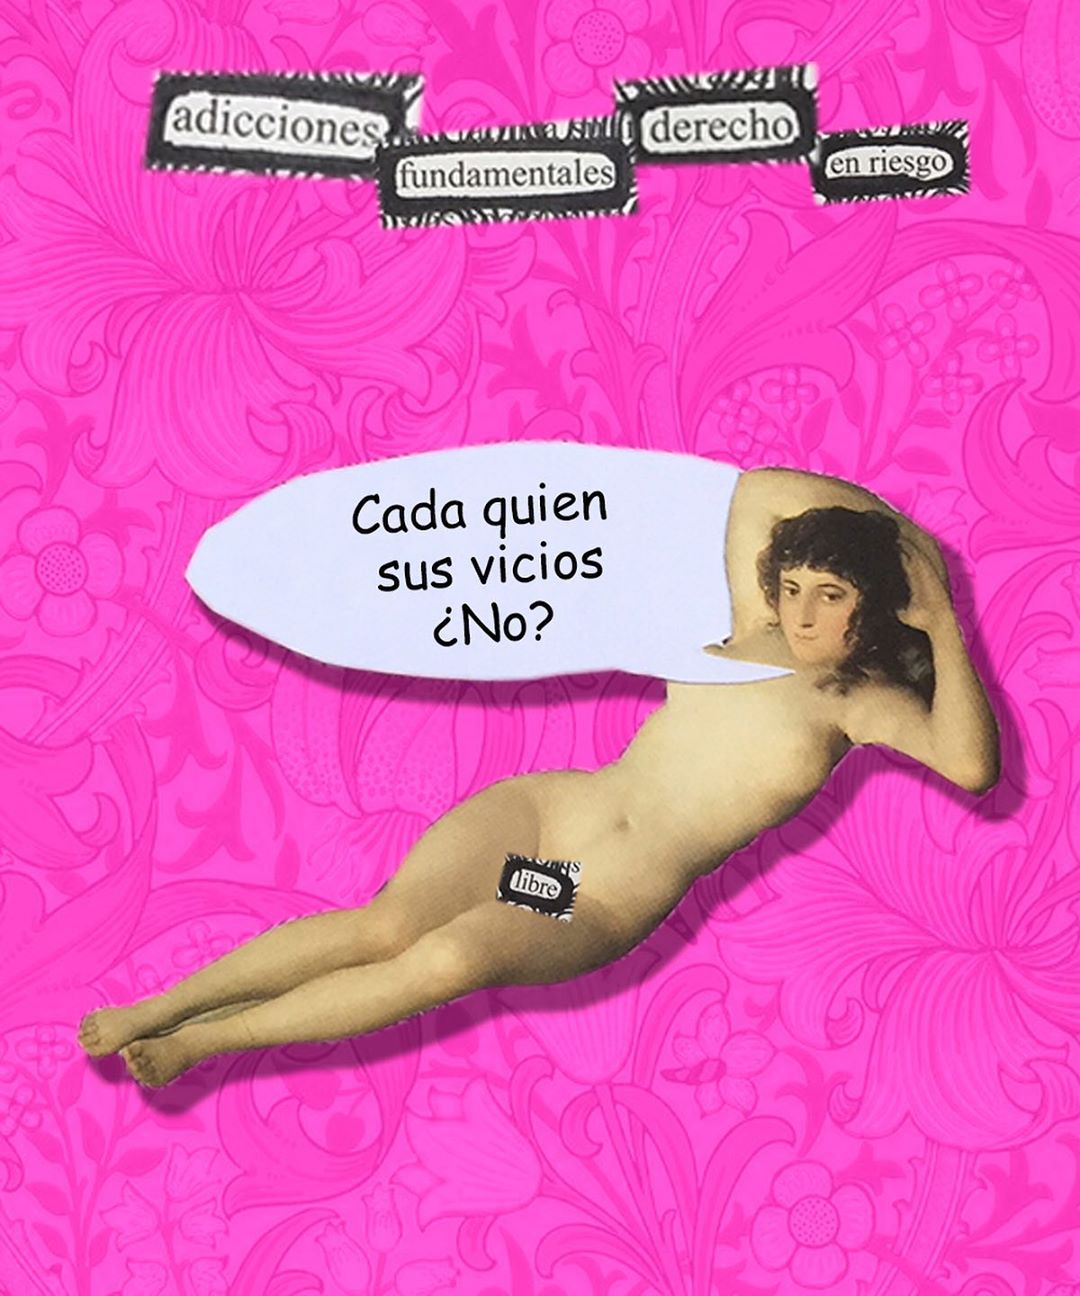 adicciones
fundamentales
derecho
en riesgo
Cada quien
sus vicios
¿No?
libre